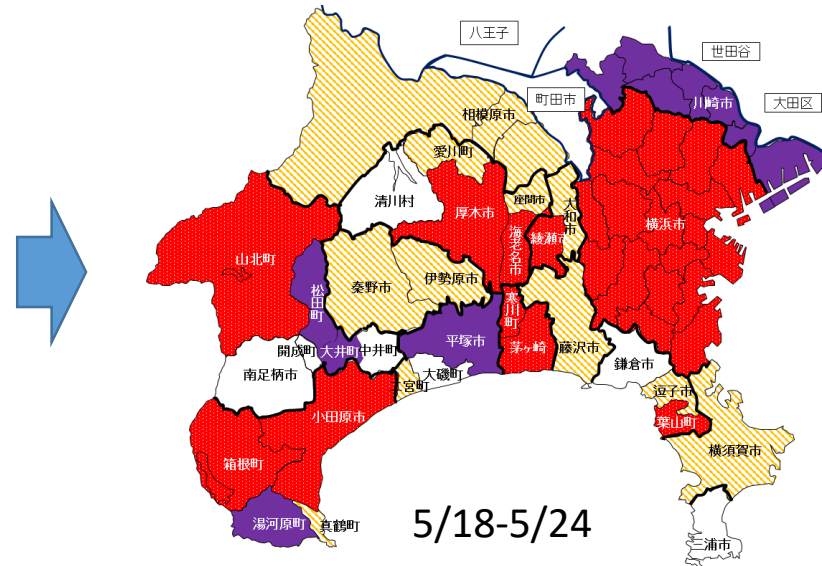 八王子
世田谷
川崎市
町田市
大田区
相模原市
愛川町
清川村
座間市
大和市
厚木市
海老名市
綾瀬市
横浜市
山北町
松田町
秦野市
伊勢原市
寒川町
開成町
大井町
中井町
平塚市
茅ヶ崎
藤沢市
鎌倉市
南足柄市
大磯町
二宮町
逗子市
小田原市
葉山町
横須賀市
箱根町
湯河原町
真鶴町
5/18-5/24
三浦市